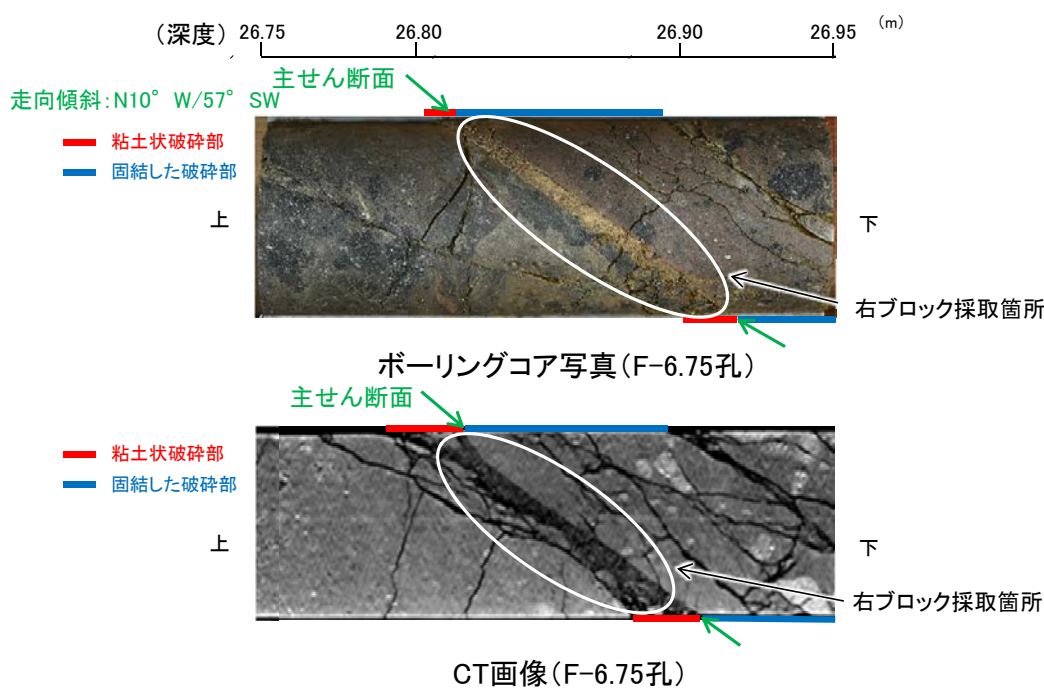 (深度) 26.75 26.80 26.90 26.95 (m)
主せん断面
走向傾斜:N10° W/57° SW
粘土状破砕部
固結した破砕部
上
下
右ブロック採取箇所
ボーリングコア写真(F-6.75孔)
主せん断面
粘土状破砕部
固結した破砕部
上
下
右ブロック採取箇所
CT画像(F-6.75孔)